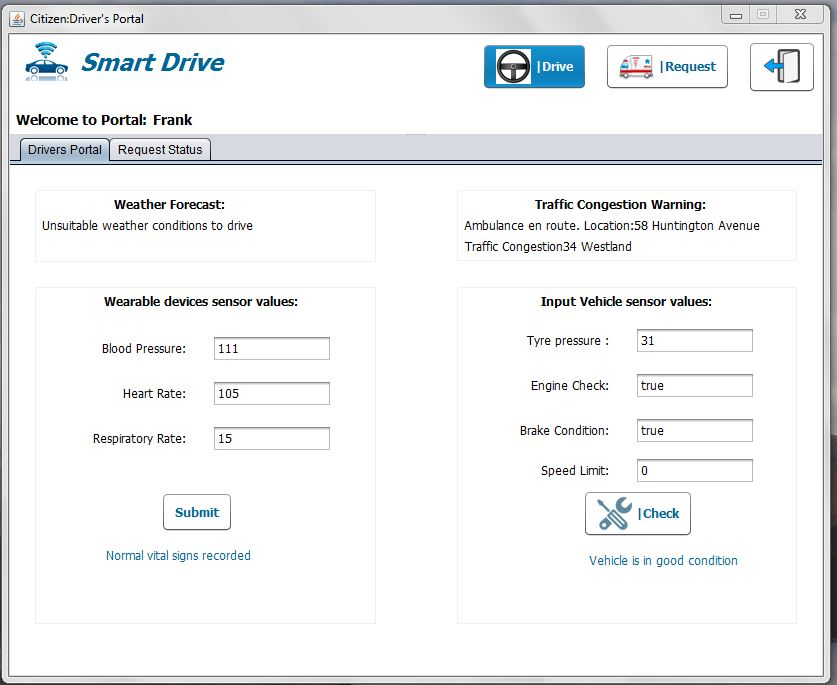 Citizen:Driver's Portal
Smart Drive
|Drive
|Request
Welcome to Portal: Frank
Drivers Portal
Request Status
Weather Forecast:
Unsuitable weather conditions to drive
Traffic Congestion Warning:
Ambulance en route. Location:58 Huntington Avenue
Traffic Congestion34 Westland
Wearable devices sensor values:
Blood Pressure: 111
Heart Rate: 105
Respiratory Rate: 15
Submit
Normal vital signs recorded
Input Vehicle sensor values:
Tyre pressure : 31
Engine Check: true
Brake Condition: true
Speed Limit: 0
|Check
Vehicle is in good condition